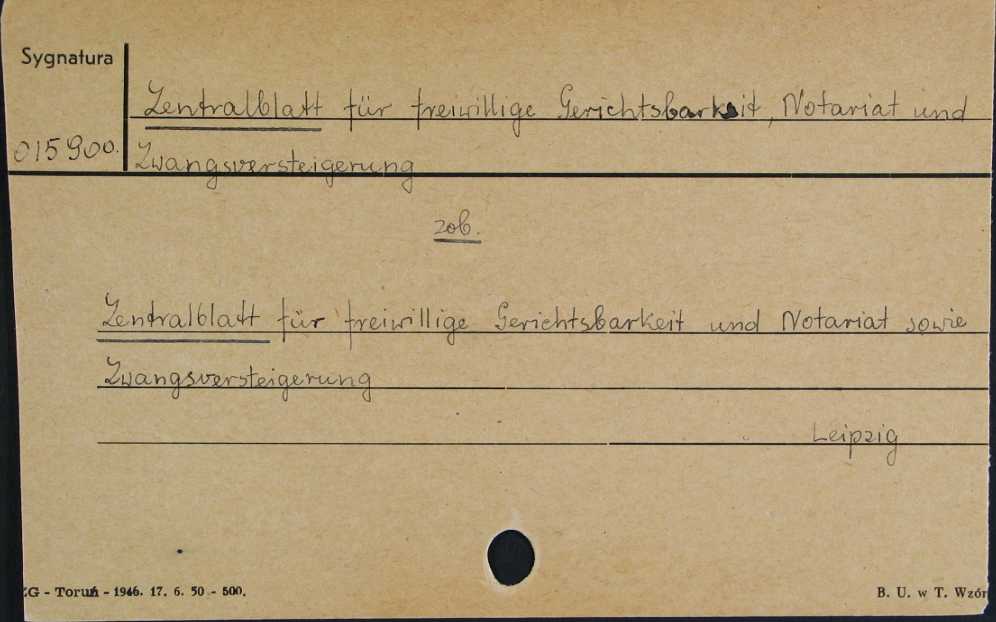 Sygnatura
Zentralblatt für freiwillige Gerichtsbarkeit, Notariat und
015900. Zwangsversteigerung
zob.
Zentralblatt für freiwillige Gerichtsbarkeit und Notariat sowie
Zwangsversteigerung
Leipzig
ZG - Toruń - 1946. 17. 6. 50 - 500. B. U. w T. Wzór